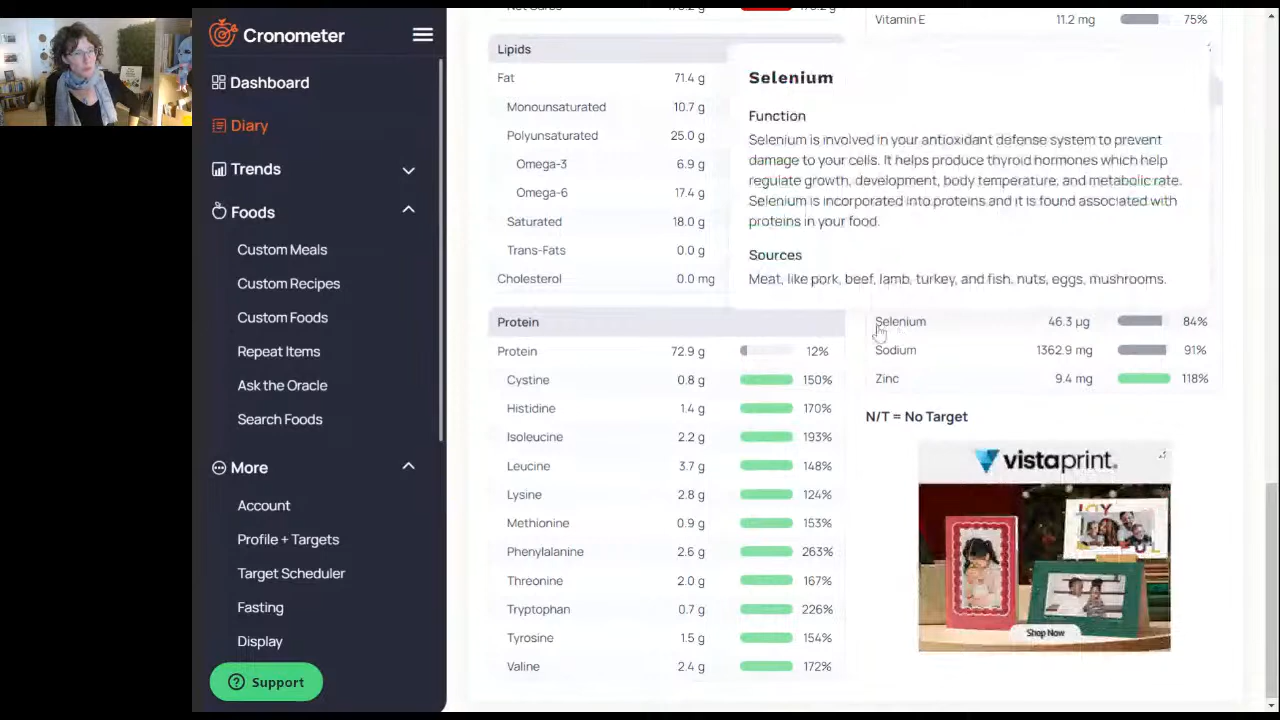 Cronometer
Dashboard
Diary
Trends
Foods
Custom Meals
Custom Recipes
Custom Foods
Repeat Items
Ask the Oracle
Search Foods
More
Account
Profile + Targets
Target Scheduler
Fasting
Display
Support
Lipids
Fat 71.4 g
Monounsaturated 10.7 g
Polyunsaturated 25.0 g
Omega-3 6.9 g
Omega-6 17.4 g
Saturated 18.0 g
Trans-Fats 0.0 g
Cholesterol 0.0 mg
Protein
Protein 72.9 g 12%
Cystine 0.8 g 150%
Histidine 1.4 g 170%
Isoleucine 2.2 g 193%
Leucine 3.7 g 148%
Lysine 2.8 g 124%
Methionine 0.9 g 153%
Phenylalanine 2.6 g 263%
Threonine 2.0 g 167%
Tryptophan 0.7 g 226%
Tyrosine 1.5 g 154%
Valine 2.4 g 172%
Vitamin E 11.2 mg 75%
Selenium
Function
Selenium is involved in your antioxidant defense system to prevent
damage to your cells. It helps produce thyroid hormones which help
regulate growth, development, body temperature, and metabolic rate.
Selenium is incorporated into proteins and it is found associated with
proteins in your food.
Sources
Meat, like pork, beef, lamb, turkey, and fish. nuts, eggs, mushrooms.
Selenium 46.3 µg 84%
Sodium 1362.9 mg 91%
Zinc 9.4 mg 118%
N/T = No Target
vistaprint.
Shop Now